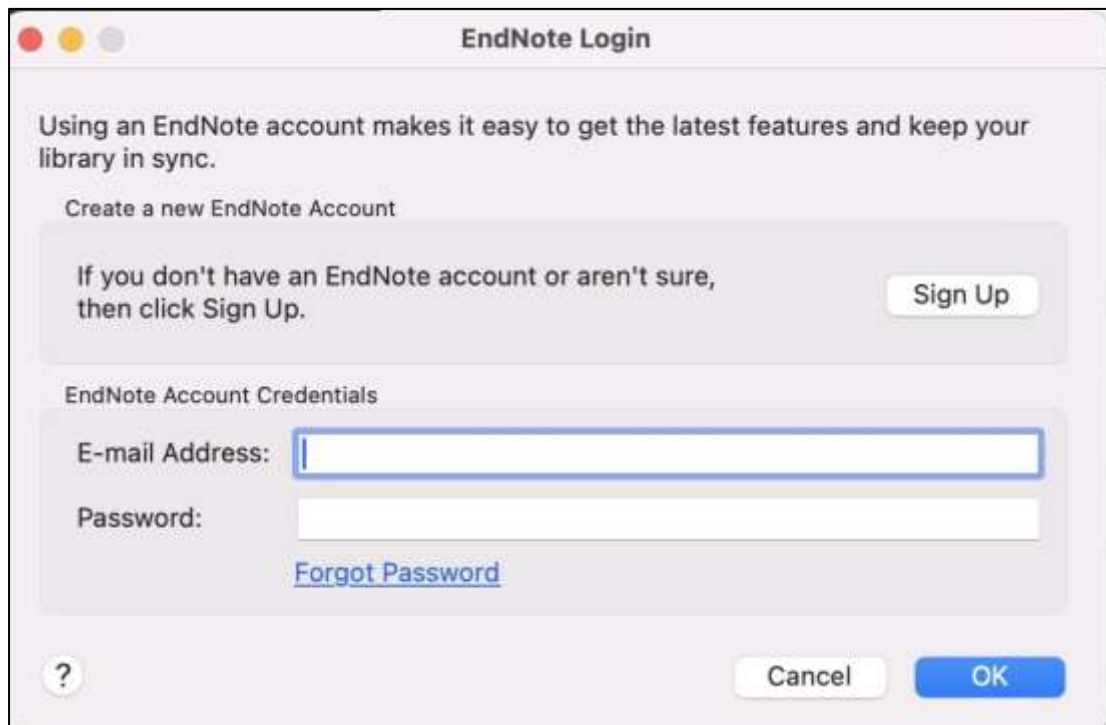 EndNote Login
Using an EndNote account makes it easy to get the latest features and keep your
library in sync.
Create a new EndNote Account
If you don't have an EndNote account or aren't sure,
then click Sign Up.
Sign Up
EndNote Account Credentials
E-mail Address:
Password:
Forgot Password
?
Cancel
OK